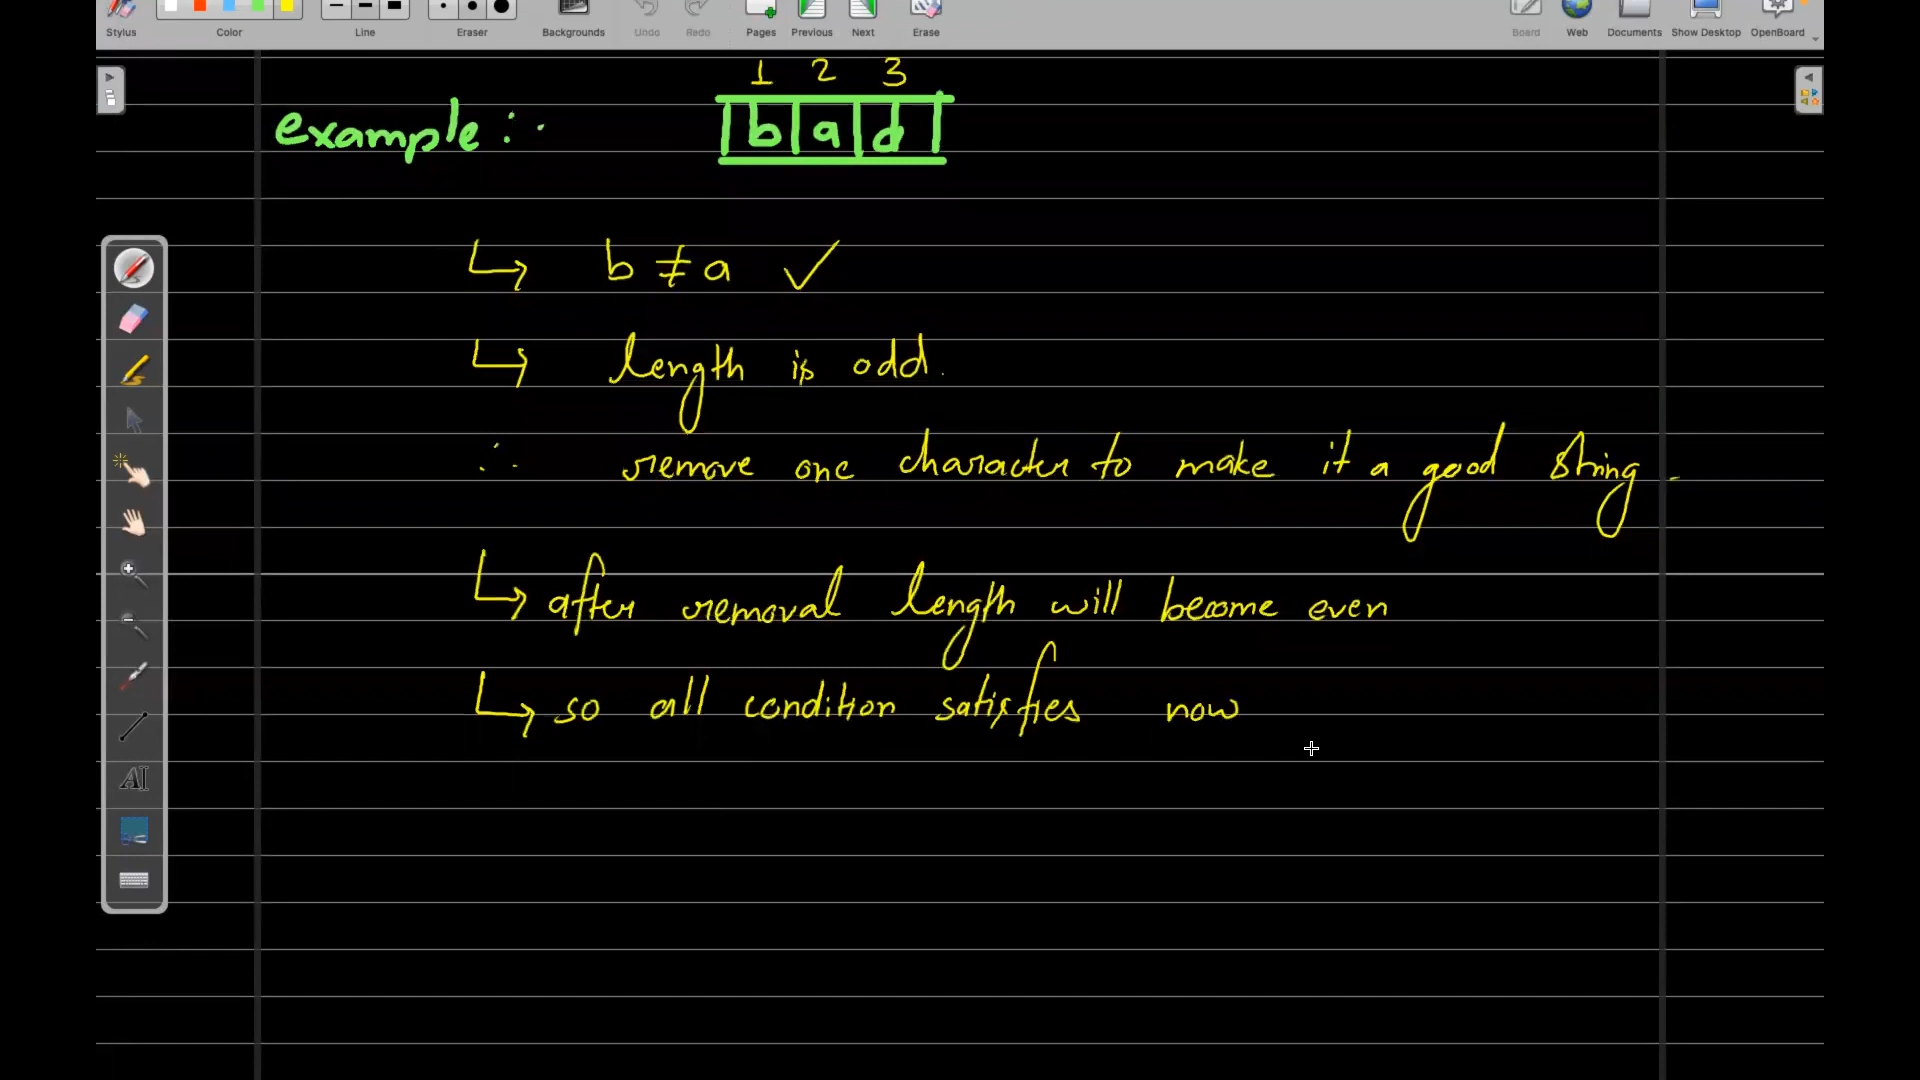 Stylus Color Line Eraser Backgrounds Undo Redo Pages Previous Next Erase Board Web Documents Show Desktop OpenBoard
1 2 3
example :. b a d
↳ b ≠ a ✓
↳ length is odd.
∴ remove one character to make it a good string.
↳ after removal length will become even
↳ so all condition satisfies now
AI